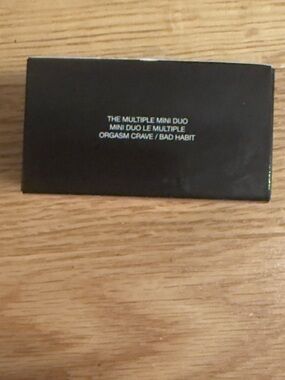 THE MULTIPLE MINI DUO
MINI DUO LE MULTIPLE
ORGASM CRAVE / BAD HABIT